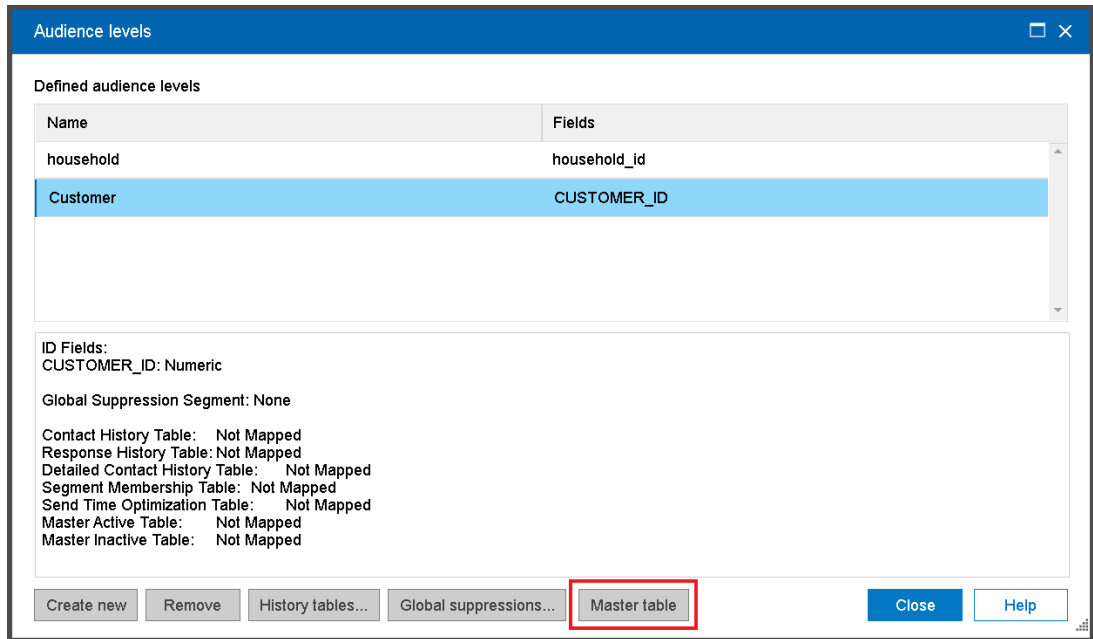 Audience levels
Defined audience levels
Name Fields
household household_id
Customer CUSTOMER_ID
ID Fields:
CUSTOMER_ID: Numeric
Global Suppression Segment: None
Contact History Table: Not Mapped
Response History Table: Not Mapped
Detailed Contact History Table: Not Mapped
Segment Membership Table: Not Mapped
Send Time Optimization Table: Not Mapped
Master Active Table: Not Mapped
Master Inactive Table: Not Mapped
Create new Remove History tables... Global suppressions... Master table Close Help